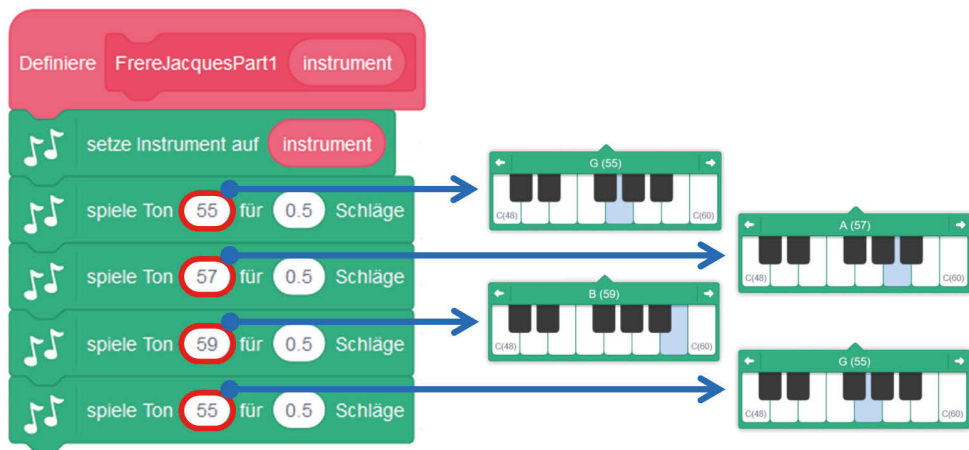 Definiere FrereJacquesPart1 instrument
setze Instrument auf instrument
spiele Ton 55 für 0.5 Schläge
G (55)
C(48) C(60)
spiele Ton 57 für 0.5 Schläge
A (57)
C(48) C(60)
spiele Ton 59 für 0.5 Schläge
B (59)
C(48) C(60)
spiele Ton 55 für 0.5 Schläge
G (55)
C(48) C(60)